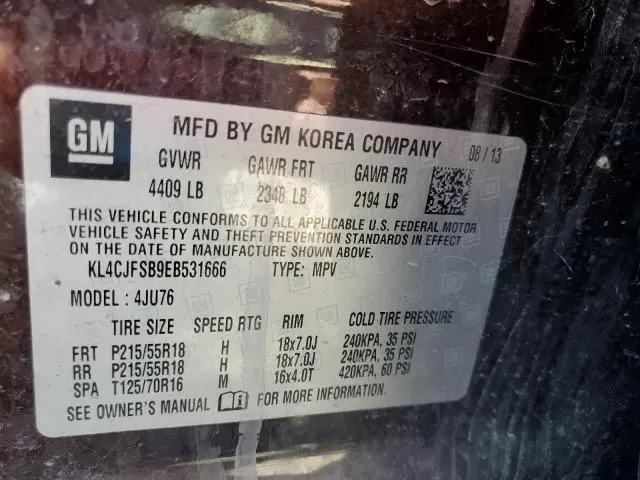 GM MFD BY GM KOREA COMPANY 08 / 13
GVWR GAWR FRT GAWR RR
4409 LB 2348 LB 2194 LB
THIS VEHICLE CONFORMS TO ALL APPLICABLE U.S. FEDERAL MOTOR
VEHICLE SAFETY AND THEFT PREVENTION STANDARDS IN EFFECT
ON THE DATE OF MANUFACTURE SHOWN ABOVE.
KL4CJFSB9EB531666 TYPE: MPV
MODEL : 4JU76
TIRE SIZE SPEED RTG RIM COLD TIRE PRESSURE
FRT P215/55R18 H 18x7.0J 240KPA, 35 PSI
RR P215/55R18 H 18x7.0J 240KPA, 35 PSI
SPA T125/70R16 M 16x4.0T 420KPA, 60 PSI
SEE OWNER'S MANUAL FOR MORE INFORMATION.